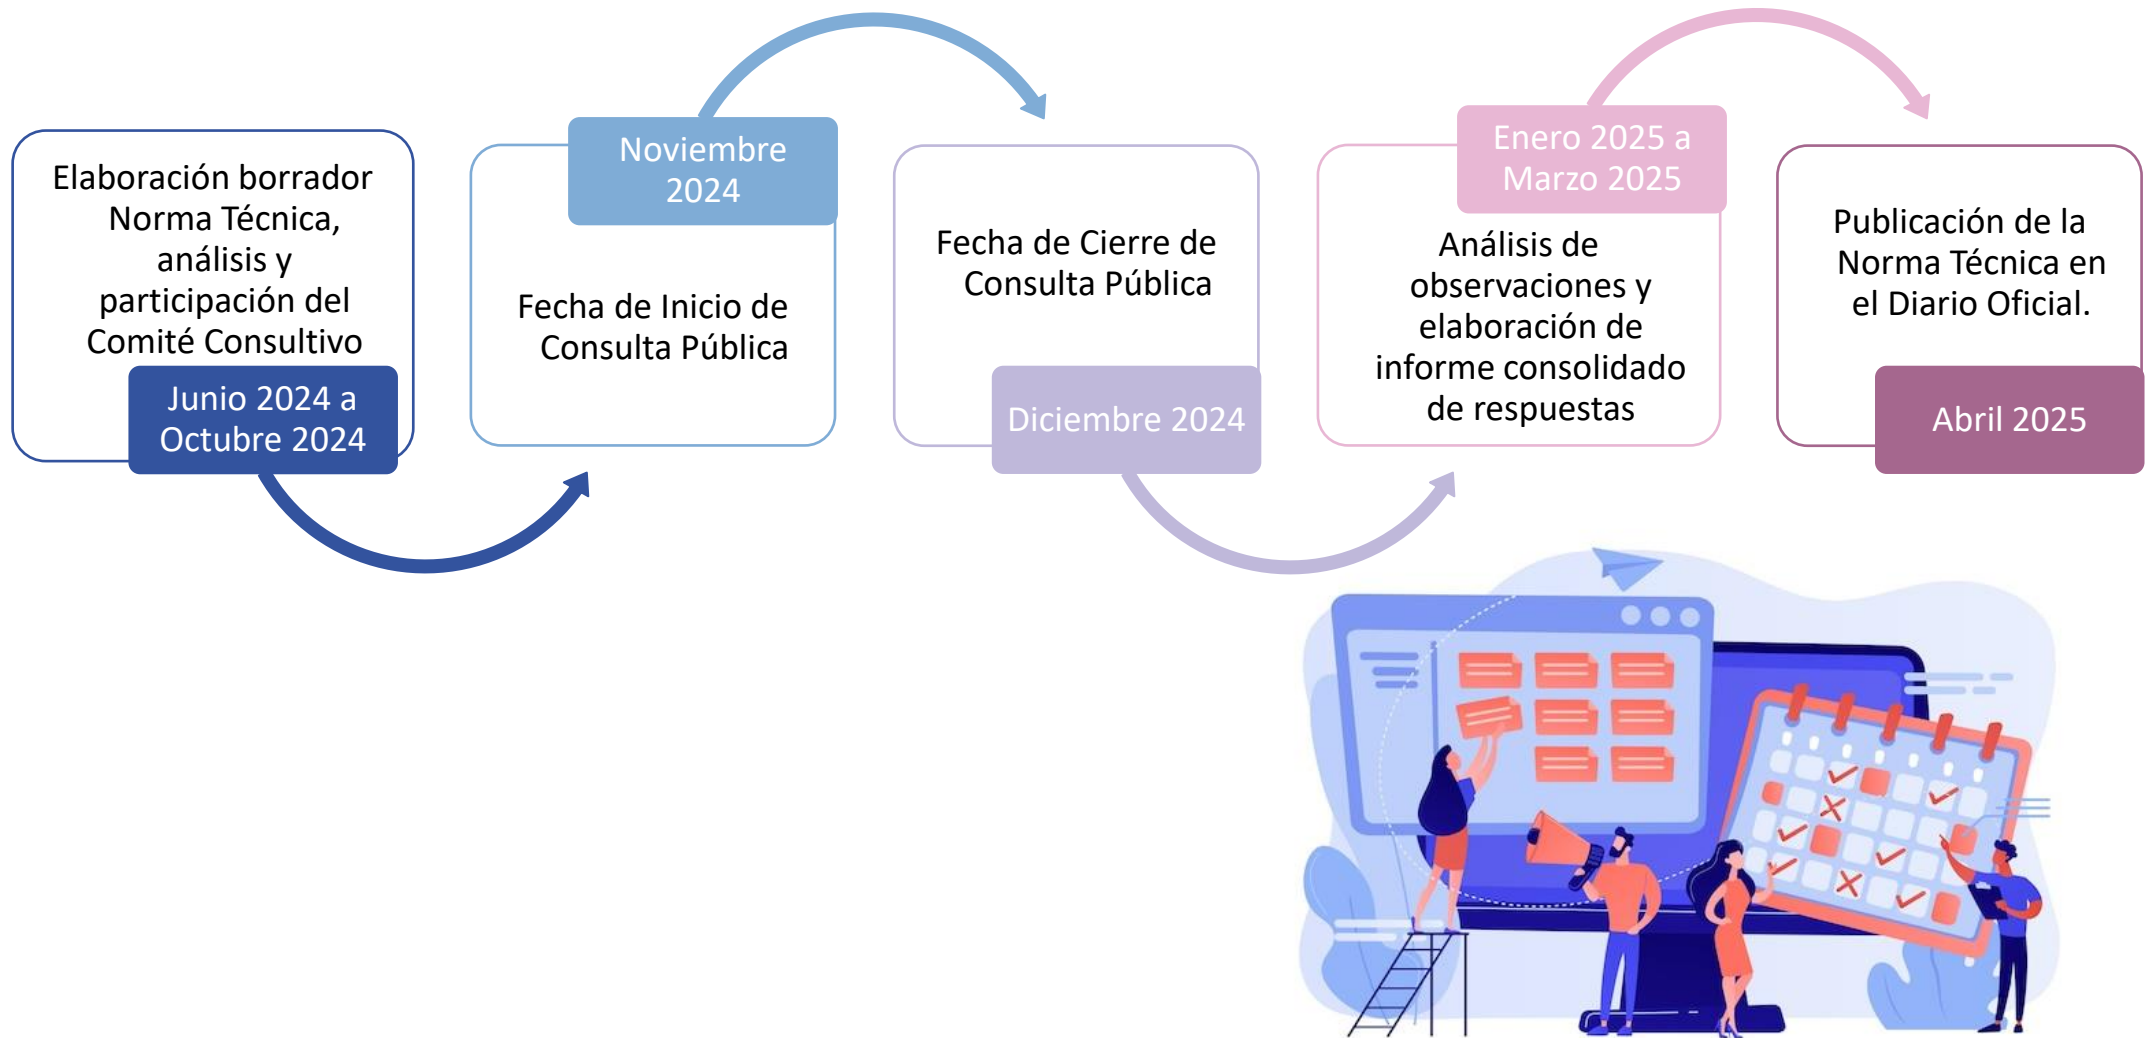 Elaboración borrador
Norma Técnica,
análisis y
participación del
Comité Consultivo
Junio 2024 a
Octubre 2024
Noviembre
2024
Fecha de Inicio de
Consulta Pública
Fecha de Cierre de
Consulta Pública
Diciembre 2024
Enero 2025 a
Marzo 2025
Análisis de
observaciones y
elaboración de
informe consolidado
de respuestas
Publicación de la
Norma Técnica en
el Diario Oficial.
Abril 2025